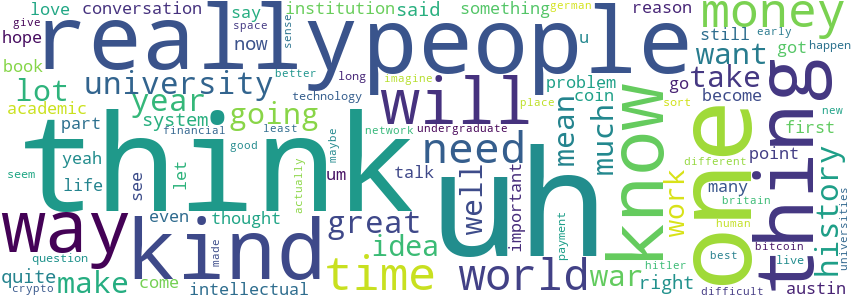 love conversation say institution said something german reason money
give hope really people space now sense u still early
book lot university better long technology imagine problem coin want got happen
academic year going will need mean much go take become
part system financial least network undergraduate place sort first new
yeah think good maybe uh know one thing point
seem life see let actually um talk well important different many britain
way kind even thought great idea payment work human history
quite question made time world war right hitler best bitcoin live universities
crypto make come intellectual difficult austin